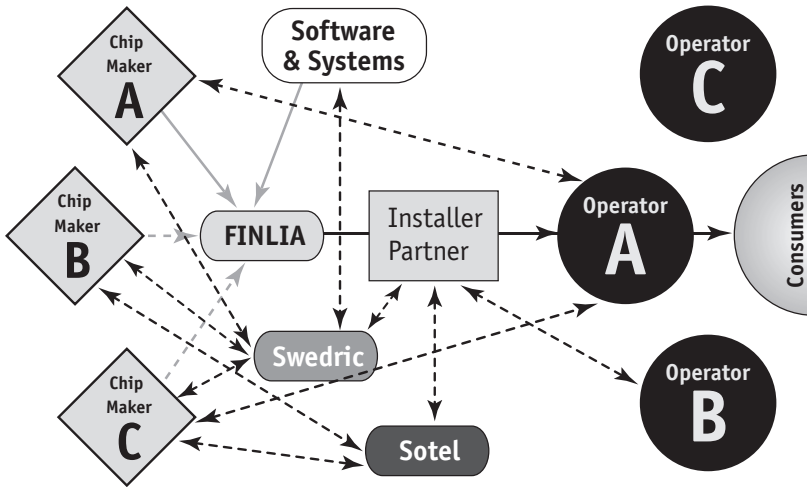 Chip
Maker
A
Software
& Systems
Operator
C
Chip
Maker
B
FINLIA
Installer
Partner
Operator
A
Consumers
Swedric
Chip
Maker
C
Operator
B
Sotel